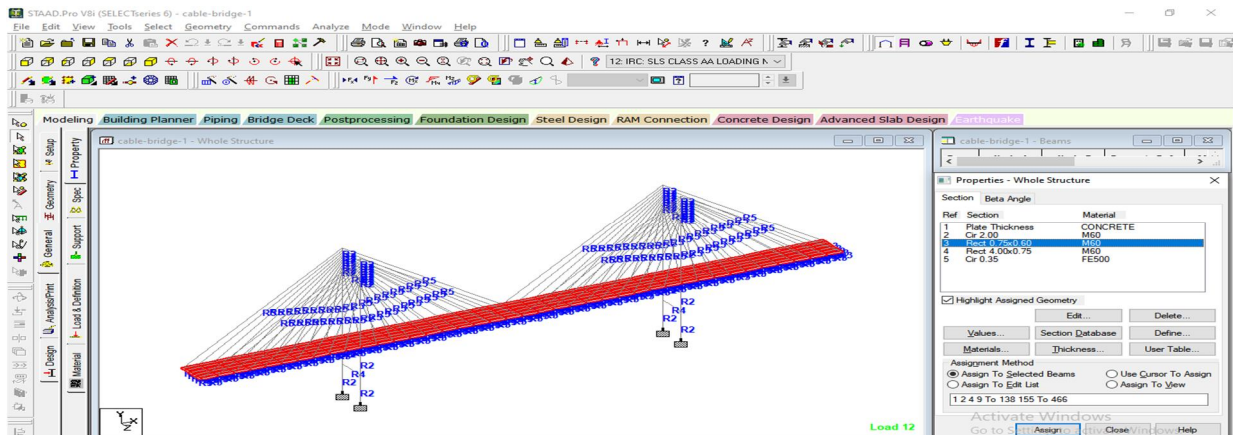 STAAD.Pro V8i (SELECTseries 6) - cable-bridge-1
File Edit View Tools Select Geometry Commands Analyze Mode Window Help
12: IRC: SLS CLASS AA LOADING N
Modeling Building Planner Piping Bridge Deck Postprocessing Foundation Design Steel Design RAM Connection Concrete Design Advanced Slab Design Earthquake
Setup
Geometry
General
Analysis/Print
Design
Property
Spec
Support
Load & Definition
Material
cable-bridge-1 - Whole Structure
R2
R4
R2
R2
R2
R4
R2
R2
Y
X
Z
Load 12
cable-bridge-1 - Beams
Properties - Whole Structure
Section Beta Angle
Ref Section Material
1 Plate Thickness CONCRETE
2 Cir 2.00 M60
3 Rect 0.75x0.60 M60
4 Rect 4.00x0.75 M60
5 Cir 0.35 FE500
Highlight Assigned Geometry
Edit... Delete...
Values... Section Database Define...
Materials... Thickness... User Table...
Assignment Method
Assign To Selected Beams Use Cursor To Assign
Assign To Edit List Assign To View
1 2 4 9 To 138 155 To 466
Activate Windows
Go to Settings to activate Windows
Assign Close Help